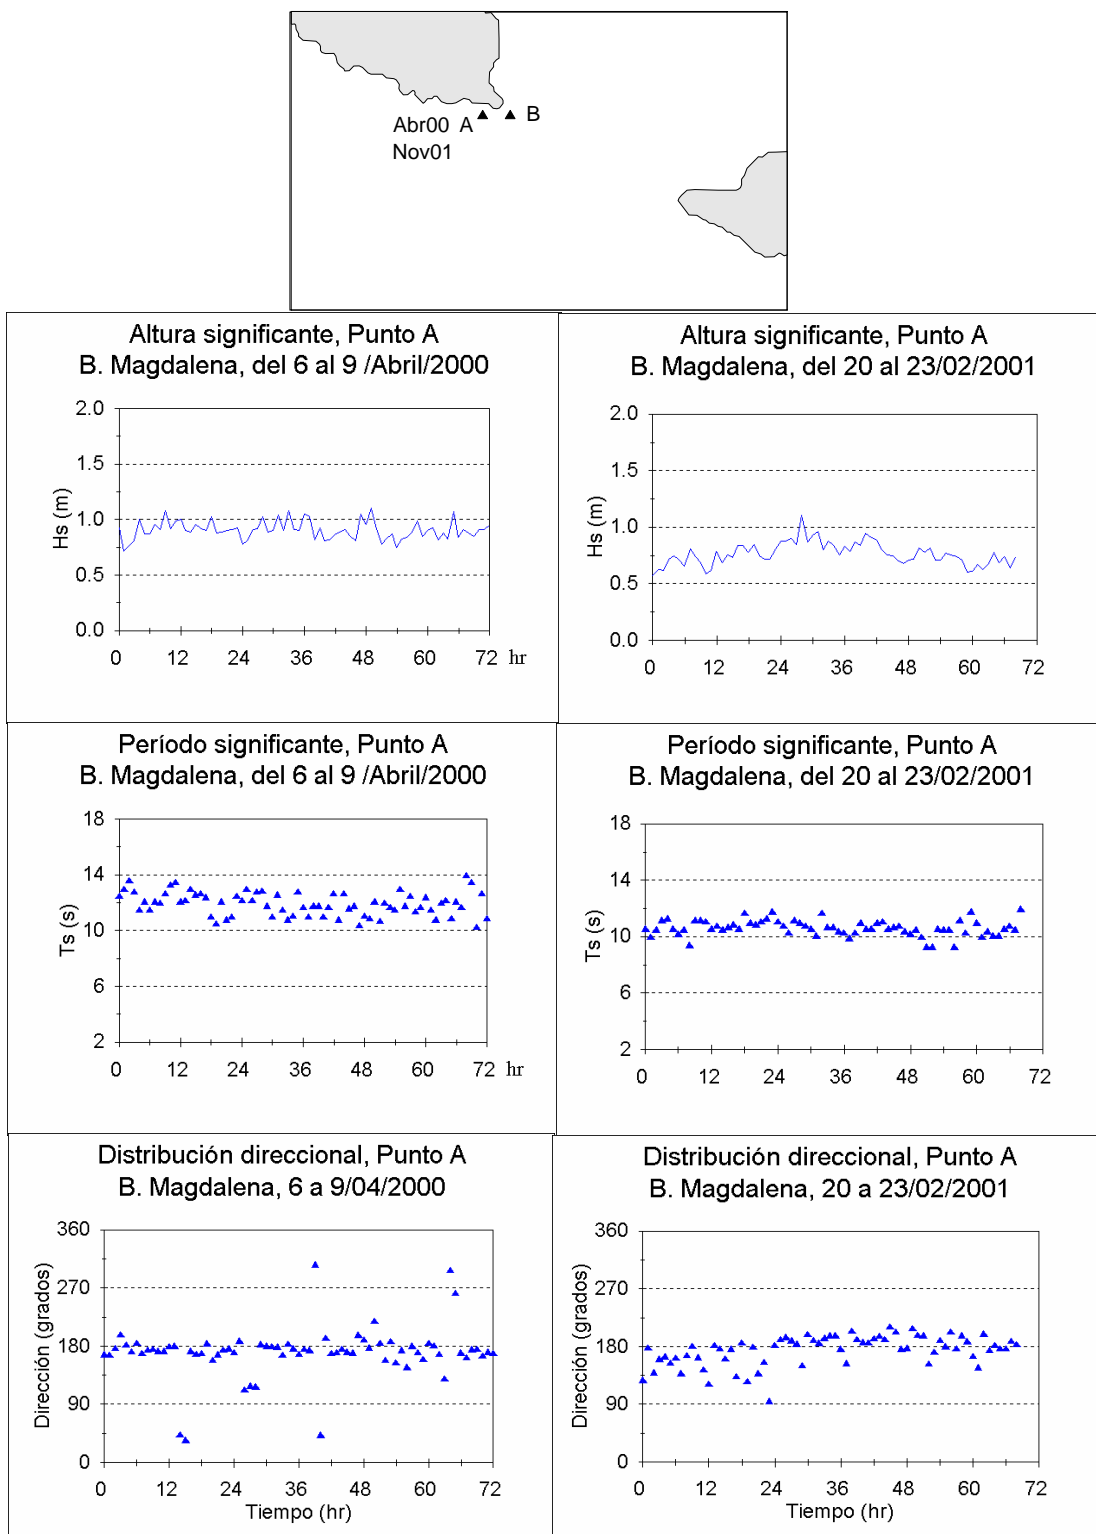 Abr00 A B
Nov01
Altura significante, Punto A
B. Magdalena, del 6 al 9 /Abril/2000
Hs (m)
2.0
1.5
1.0
0.5
0.0
0 12 24 36 48 60 72 hr
Altura significante, Punto A
B. Magdalena, del 20 al 23/02/2001
Hs (m)
2.0
1.5
1.0
0.5
0.0
0 12 24 36 48 60 72
Período significante, Punto A
B. Magdalena, del 6 al 9 /Abril/2000
Ts (s)
18
14
10
6
2
0 12 24 36 48 60 72 hr
Período significante, Punto A
B. Magdalena, del 20 al 23/02/2001
Ts (s)
18
14
10
6
2
0 12 24 36 48 60 72
Distribución direccional, Punto A
B. Magdalena, 6 a 9/04/2000
Dirección (grados)
360
270
180
90
0
0 12 24 36 48 60 72
Tiempo (hr)
Distribución direccional, Punto A
B. Magdalena, 20 a 23/02/2001
Dirección (grados)
360
270
180
90
0
0 12 24 36 48 60 72
Tiempo (hr)